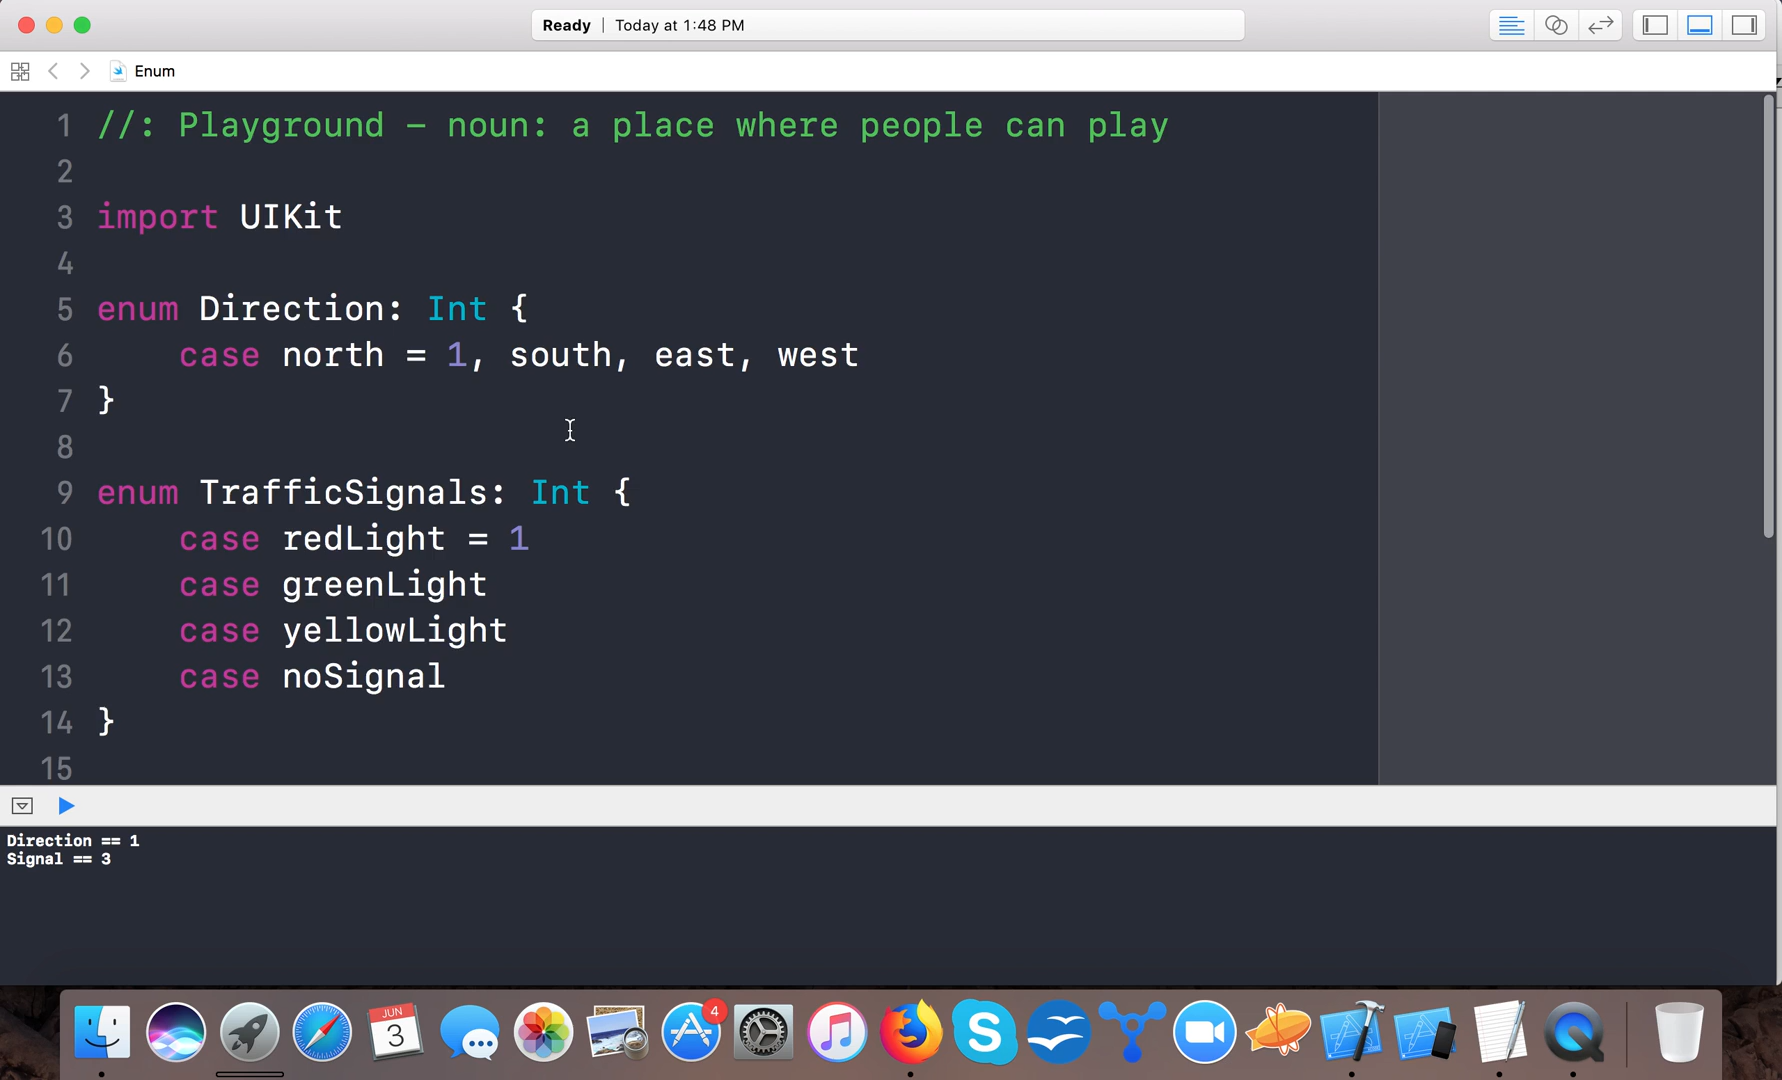 Ready | Today at 1:48 PM
Enum
1 //: Playground – noun: a place where people can play
2
3 import UIKit
4
5 enum Direction: Int {
6 case north = 1, south, east, west
7 }
8
9 enum TrafficSignals: Int {
10 case redLight = 1
11 case greenLight
12 case yellowLight
13 case noSignal
14 }
15
Direction == 1
Signal == 3
JUN
3
4